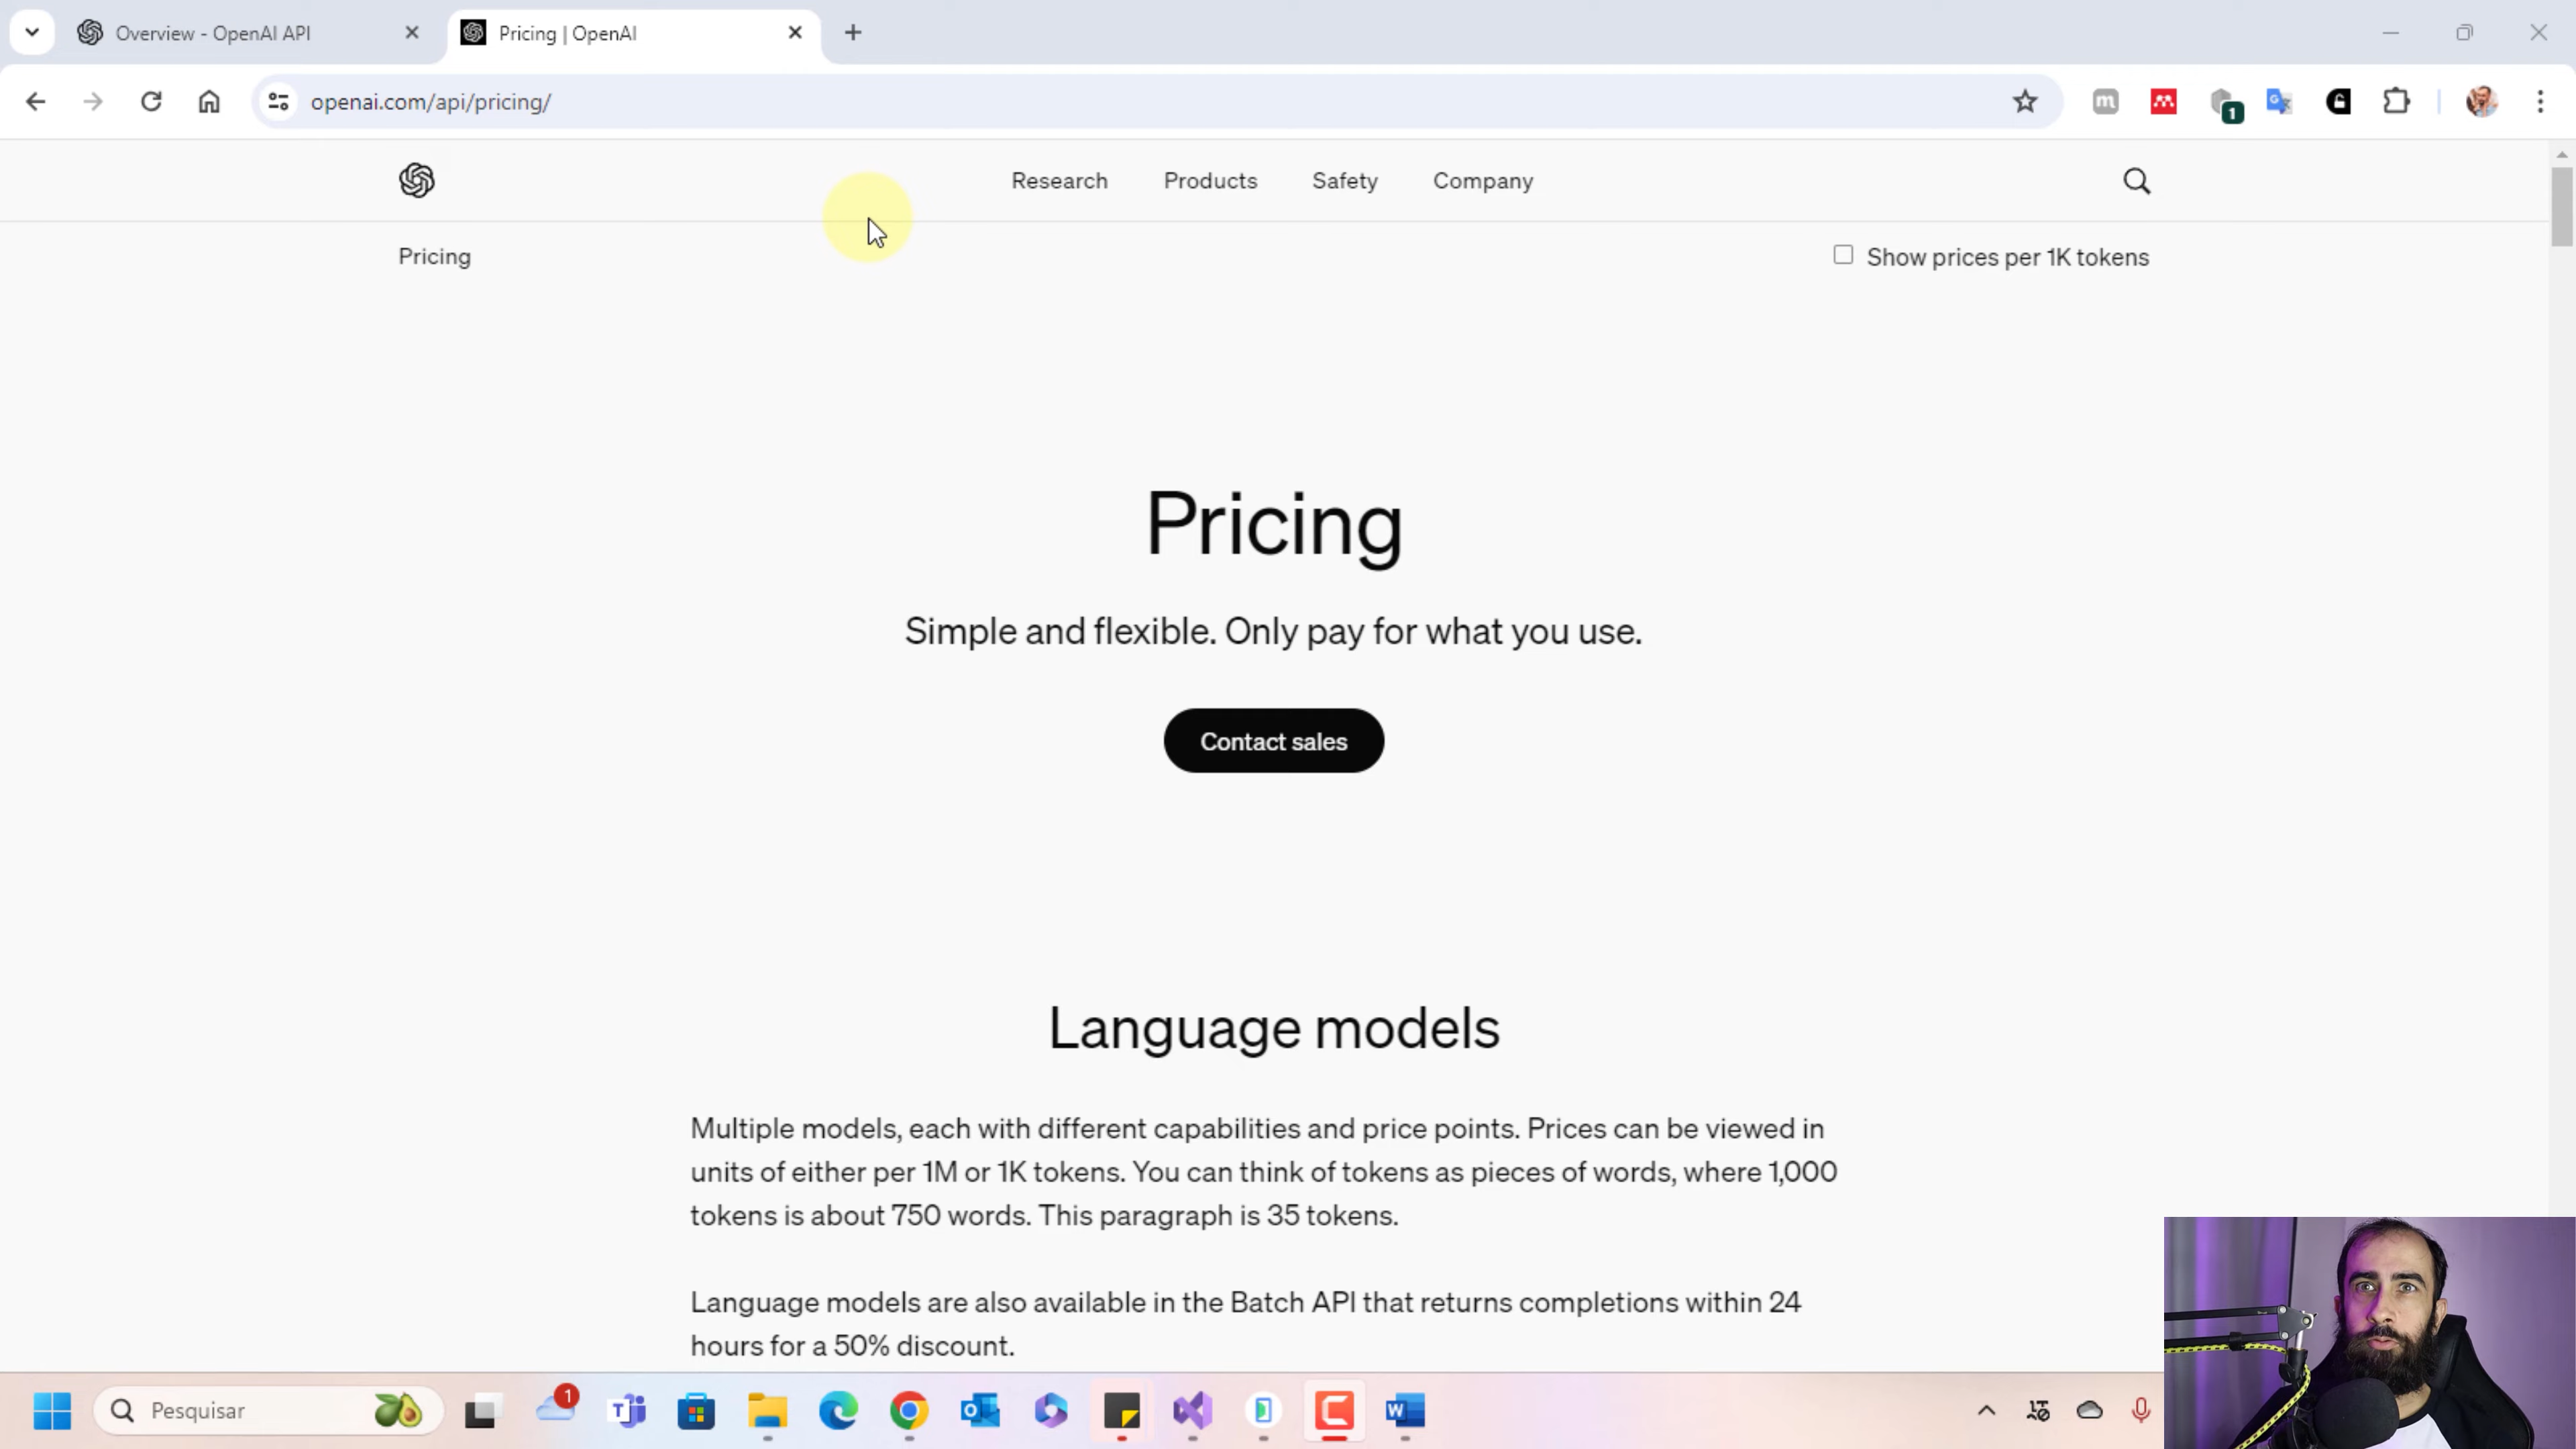 Overview - OpenAI API
Pricing | OpenAI
openai.com/api/pricing/
1
Research Products Safety Company
Pricing
Show prices per 1K tokens
Pricing
Simple and flexible. Only pay for what you use.
Contact sales
Language models
Multiple models, each with different capabilities and price points. Prices can be viewed in
units of either per 1M or 1K tokens. You can think of tokens as pieces of words, where 1,000
tokens is about 750 words. This paragraph is 35 tokens.
Language models are also available in the Batch API that returns completions within 24
hours for a 50% discount.
Pesquisar
1